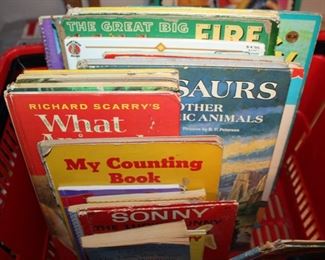 THE GREAT BIG
FIRE
SAURS
OTHER
IC ANIMALS
RICHARD SCARRY'S
What
My Counting
Book
SONNY